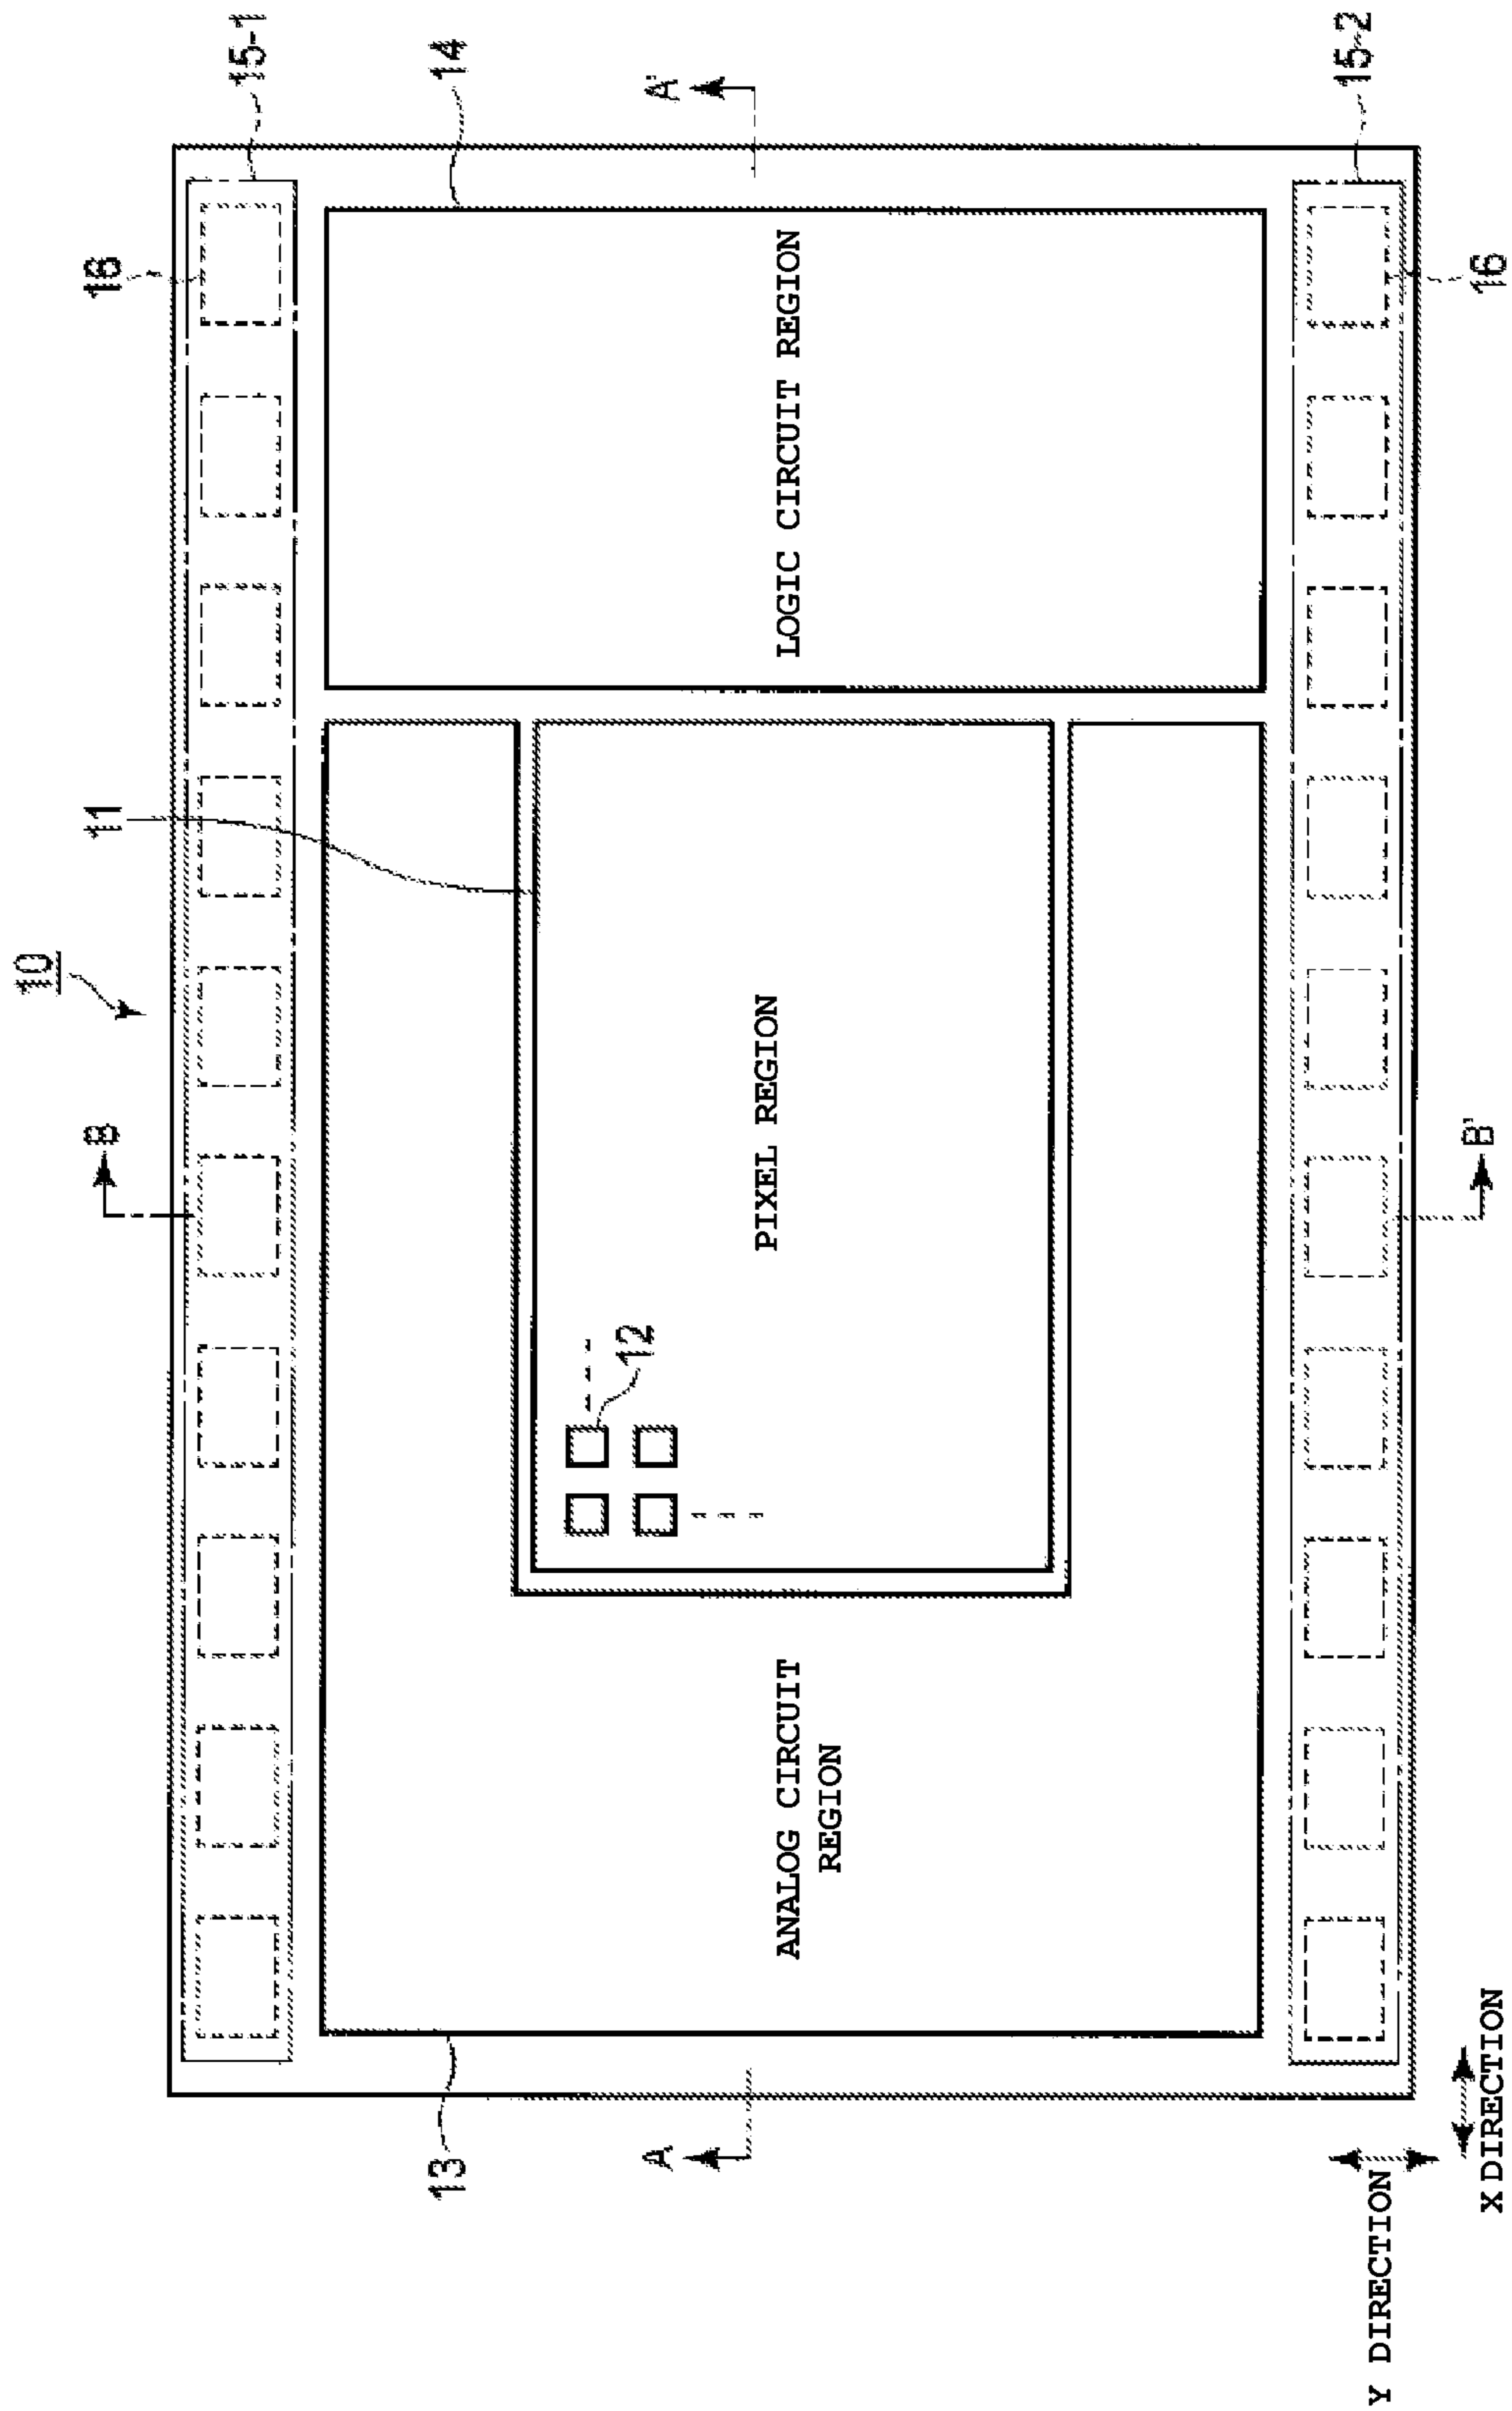 10
B
11
16
15-1
13
14
12
A
A'
PIXEL REGION
ANALOG CIRCUIT
REGION
LOGIC CIRCUIT REGION
15-2
Y DIRECTION
X DIRECTION
B'
16